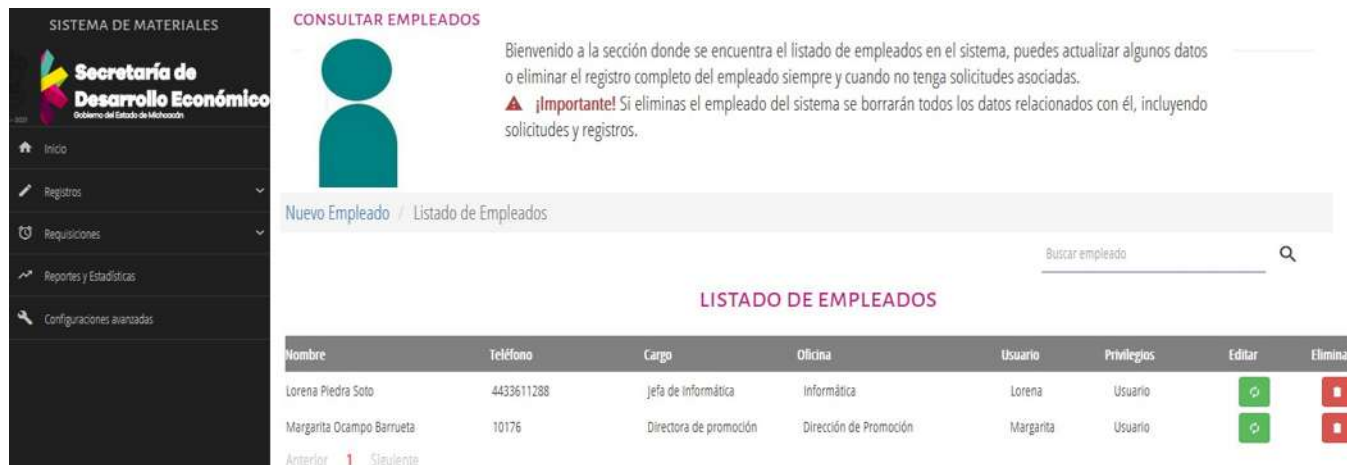 SISTEMA DE MATERIALES
Secretaría de
Desarrollo Económico
Gobierno del Estado de Michoacán
Inicio
Registros
Requisiciones
Reportes y Estadísticas
Configuraciones avanzadas
CONSULTAR EMPLEADOS
Bienvenido a la sección donde se encuentra el listado de empleados en el sistema, puedes actualizar algunos datos
o eliminar el registro completo del empleado siempre y cuando no tenga solicitudes asociadas.
¡Importante! Si eliminas el empleado del sistema se borrarán todos los datos relacionados con él, incluyendo
solicitudes y registros.
Nuevo Empleado / Listado de Empleados
Buscar empleado
LISTADO DE EMPLEADOS
Nombre Teléfono Cargo Oficina Usuario Privilegios Editar Elimina
Lorena Piedra Soto 4433611288 Jefa de Informática Informática Lorena Usuario
Margarita Ocampo Barrueta 10176 Directora de promoción Dirección de Promoción Margarita Usuario
Anterior 1 Siguiente